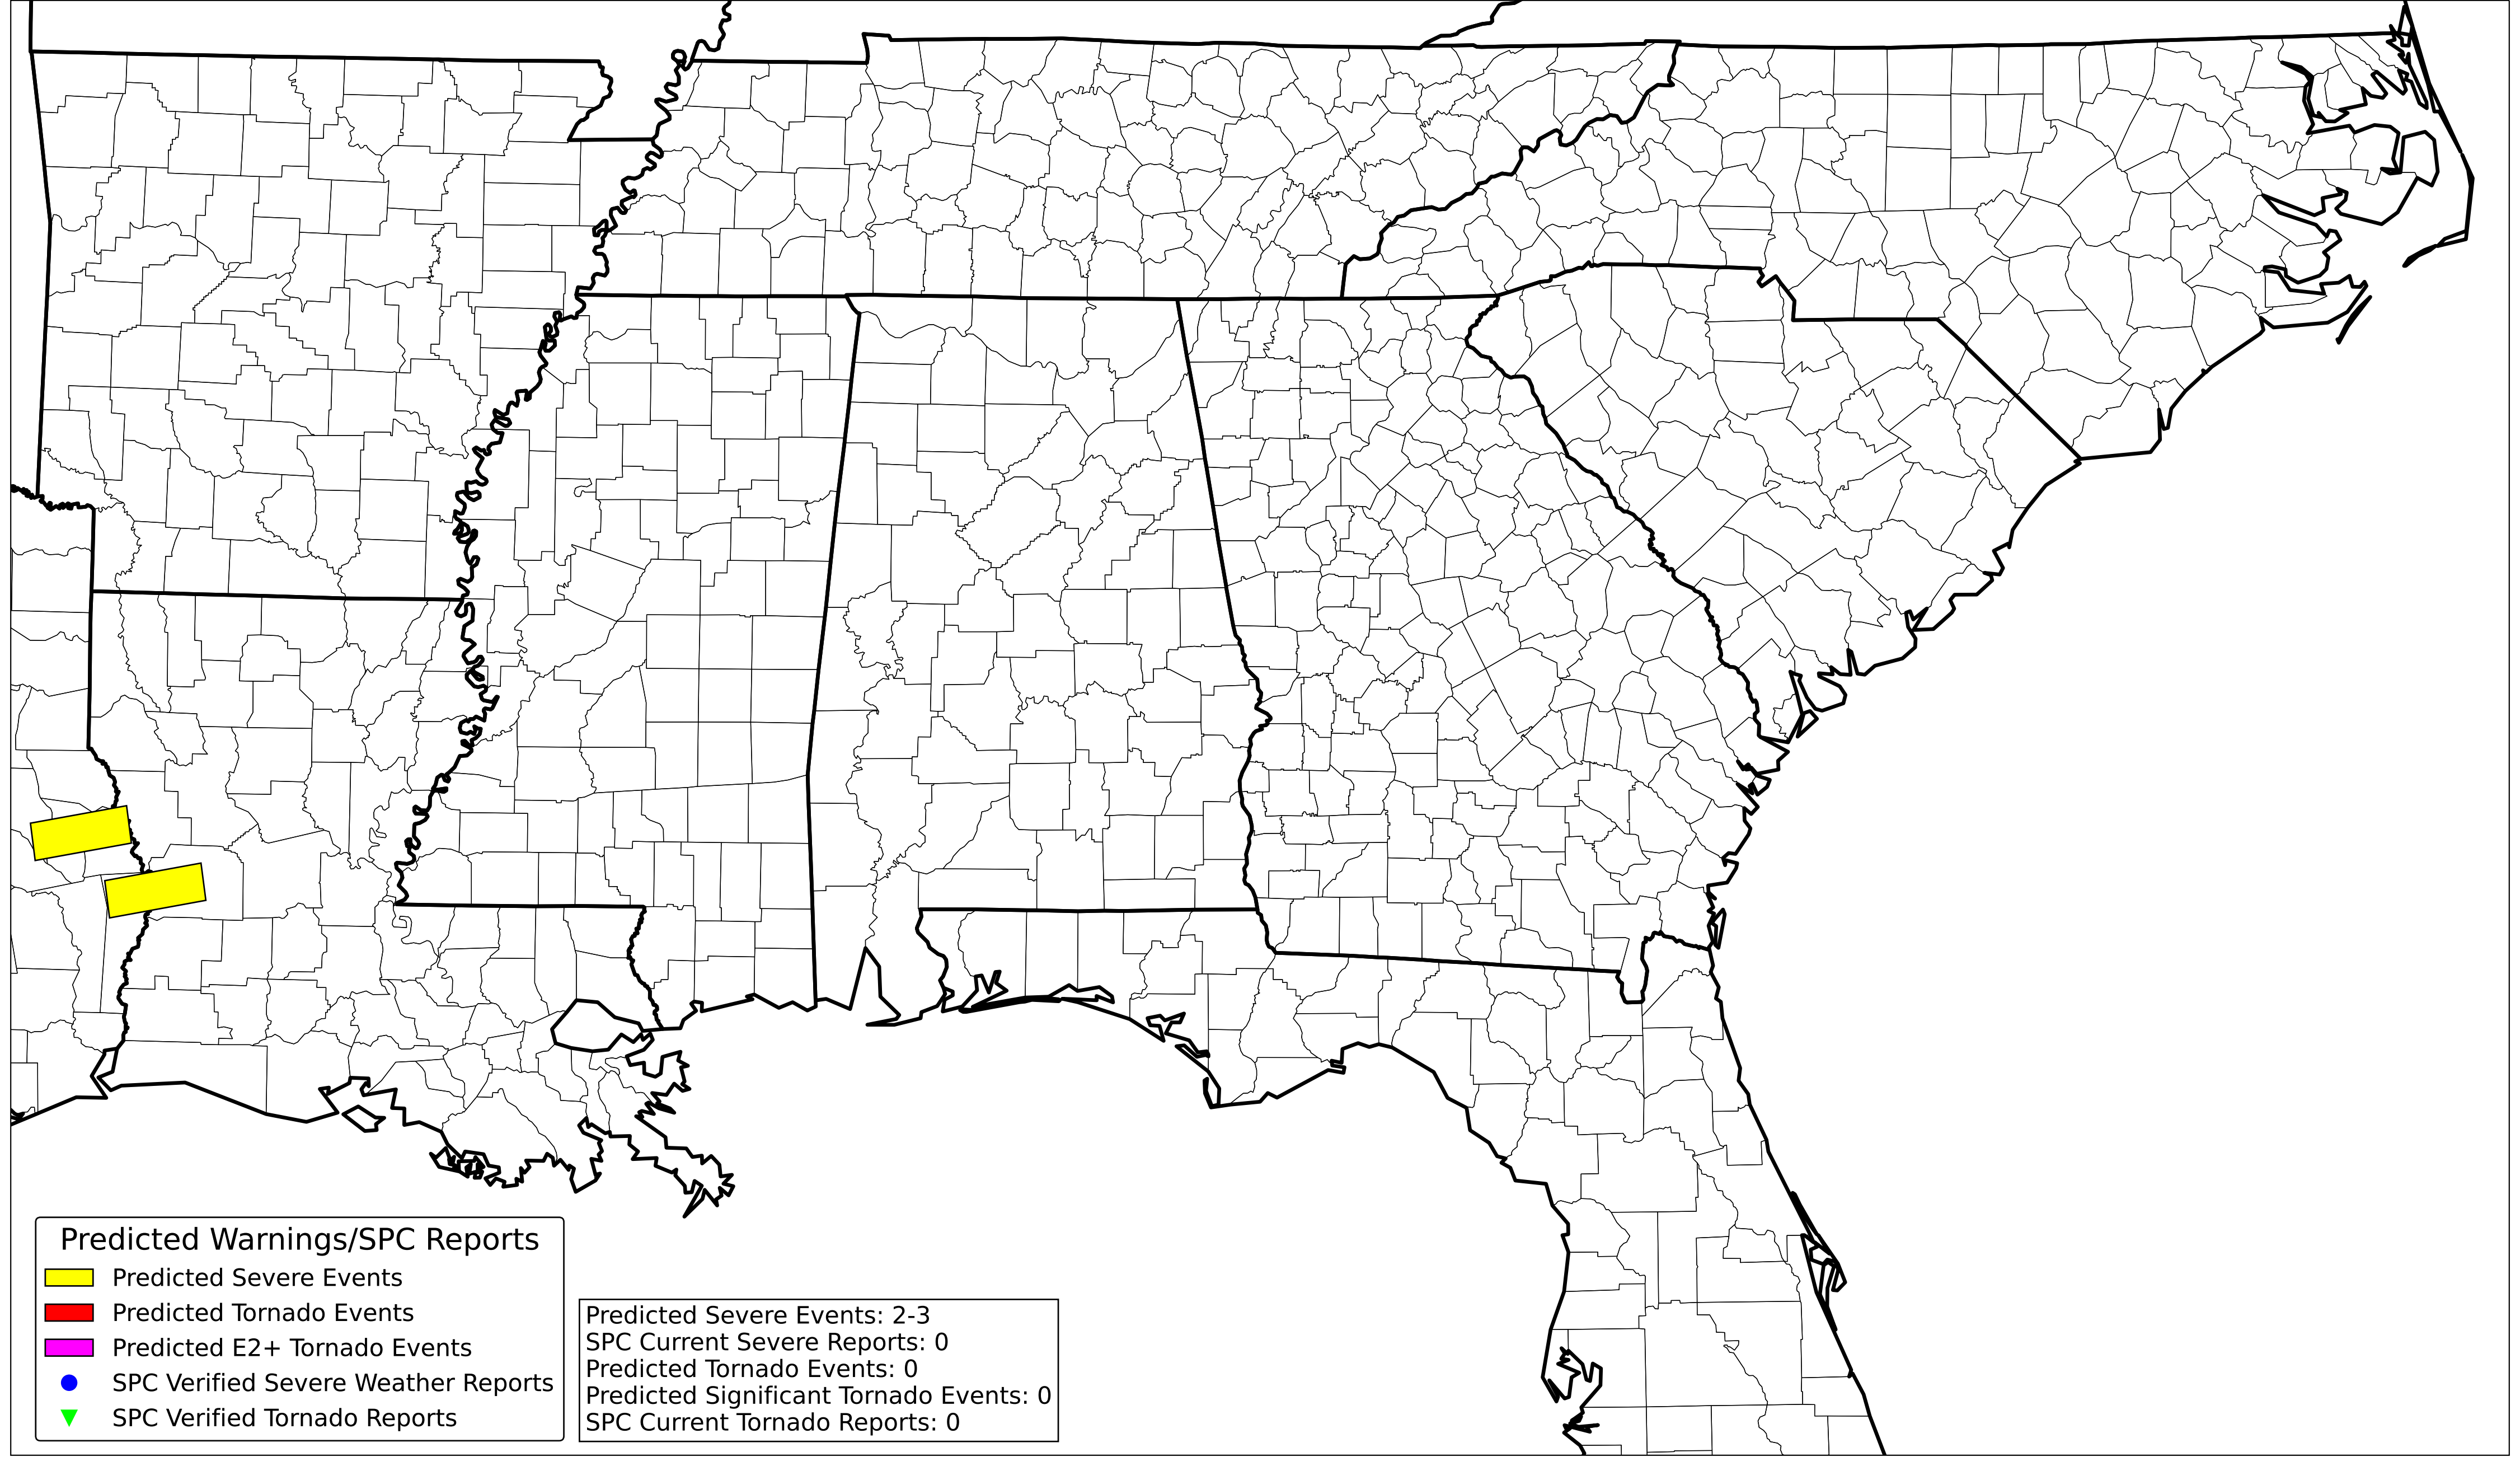 Predicted Warnings/SPC Reports
Predicted Severe Events
Predicted Tornado Events
Predicted E2+ Tornado Events
SPC Verified Severe Weather Reports
SPC Verified Tornado Reports
Predicted Severe Events: 2-3
SPC Current Severe Reports: 0
Predicted Tornado Events: 0
Predicted Significant Tornado Events: 0
SPC Current Tornado Reports: 0